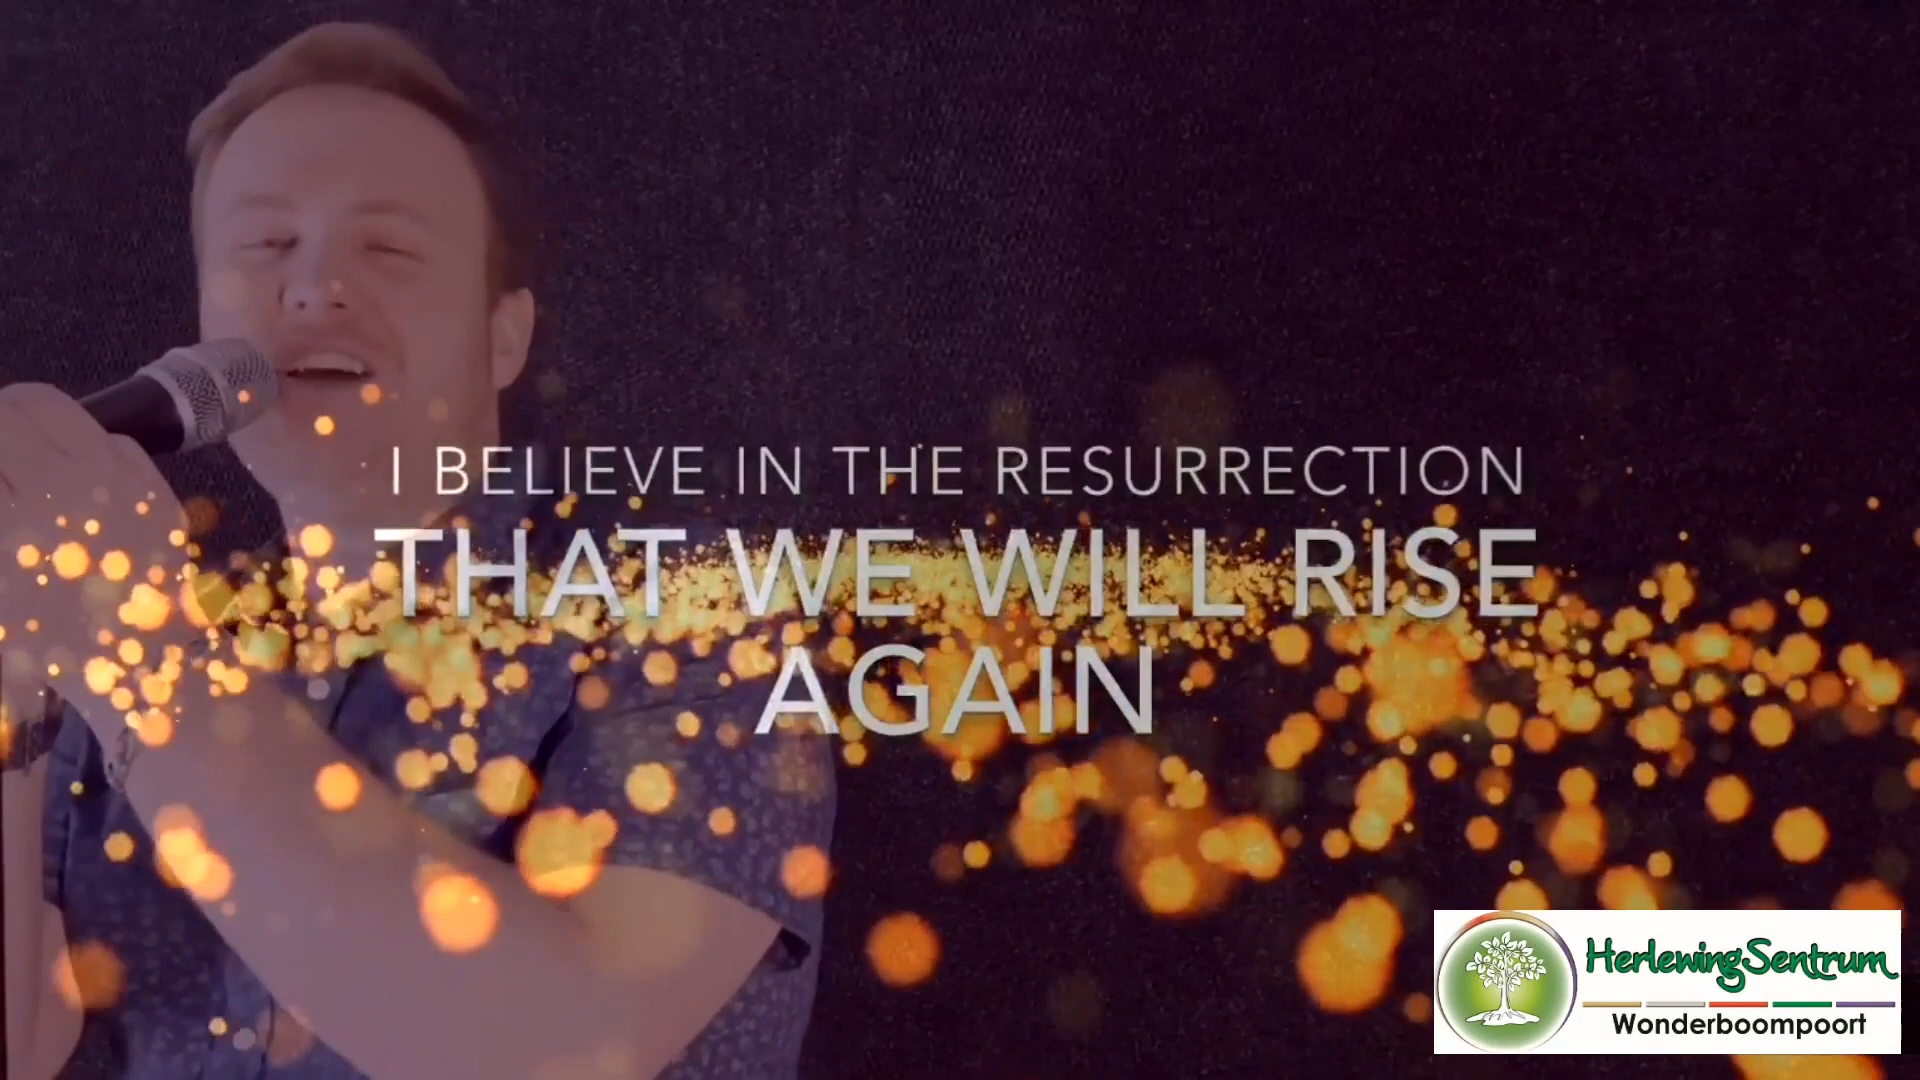 I BELIEVE IN THE RESURRECTION
THAT WE WILL RISE
AGAIN
HerlewingSentrum
Wonderboompoort